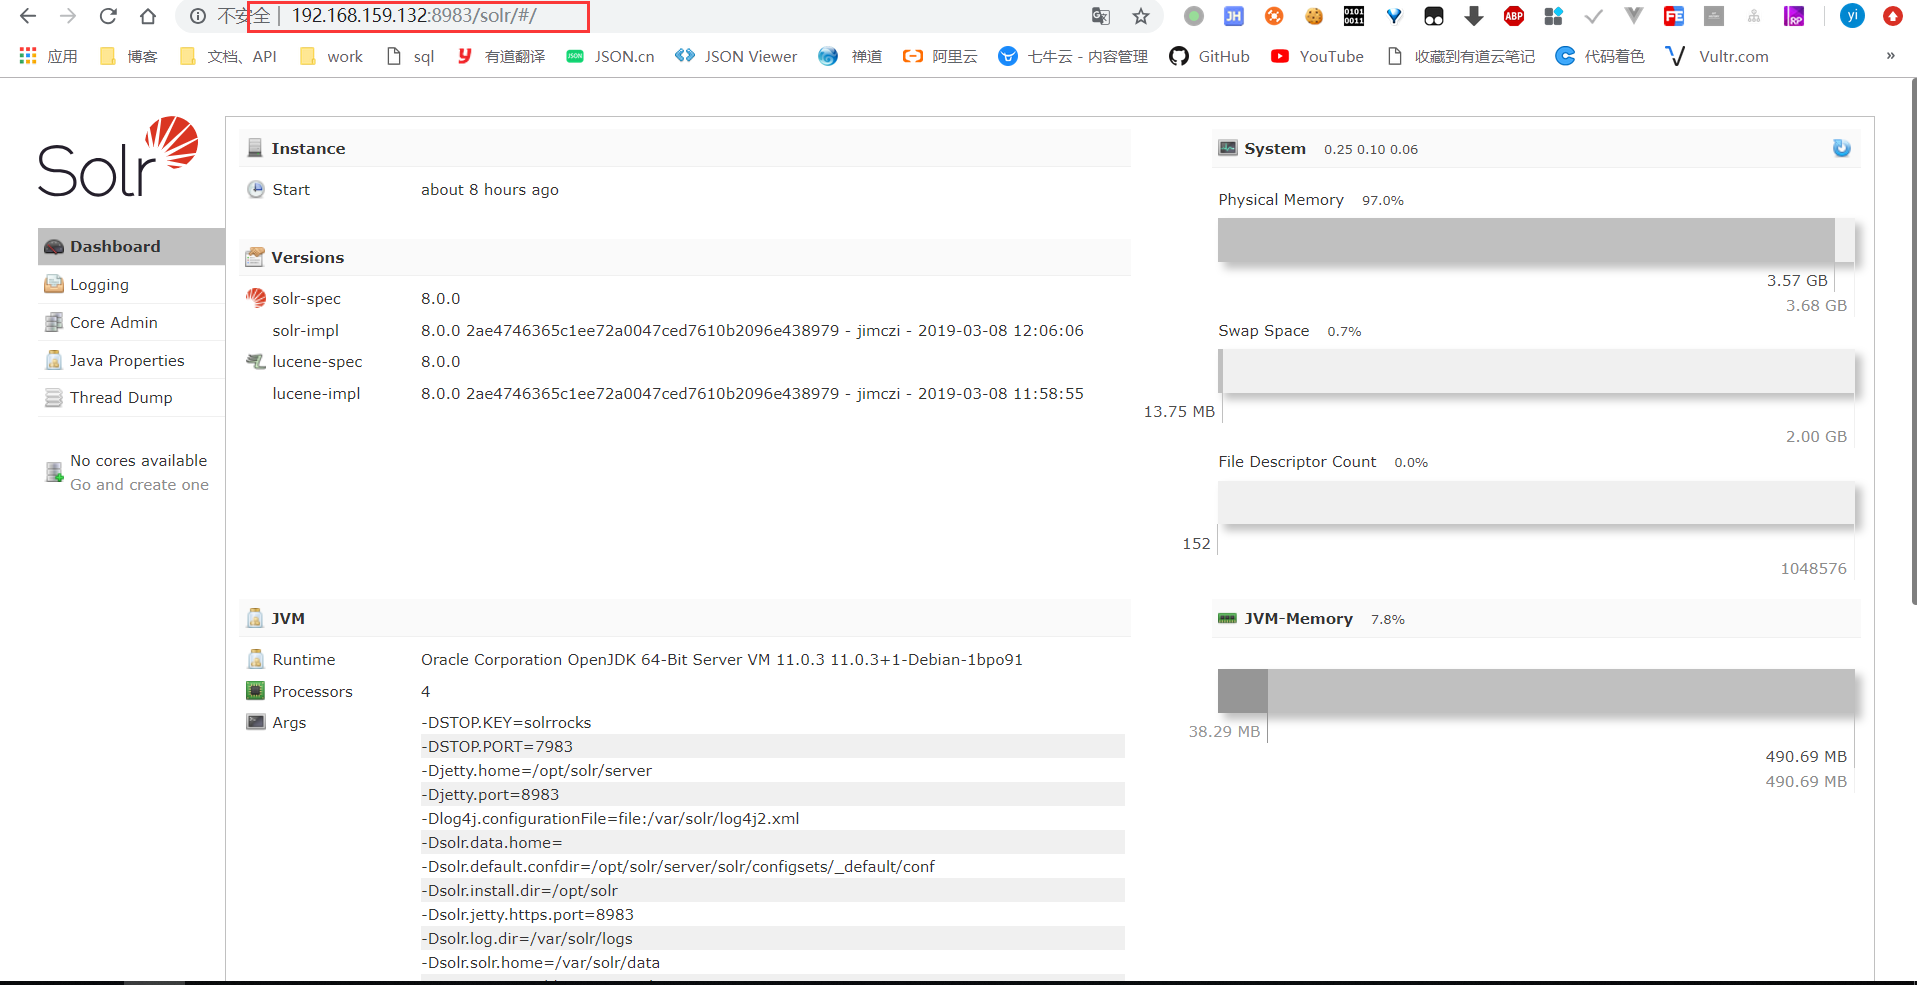 不安全 | 192.168.159.132:8983/solr/#/
应用 博客 文档、API work sql 有道翻译 JSON.cn JSON Viewer 禅道 阿里云 七牛云 - 内容管理 GitHub YouTube 收藏到有道云笔记 代码着色 Vultr.com »
Solr
Dashboard
Logging
Core Admin
Java Properties
Thread Dump
No cores available
Go and create one
Instance
Start about 8 hours ago
Versions
solr-spec 8.0.0
solr-impl 8.0.0 2ae4746365c1ee72a0047ced7610b2096e438979 - jimczi - 2019-03-08 12:06:06
lucene-spec 8.0.0
lucene-impl 8.0.0 2ae4746365c1ee72a0047ced7610b2096e438979 - jimczi - 2019-03-08 11:58:55
JVM
Runtime Oracle Corporation OpenJDK 64-Bit Server VM 11.0.3 11.0.3+1-Debian-1bpo91
Processors 4
Args -DSTOP.KEY=solrrocks
-DSTOP.PORT=7983
-Djetty.home=/opt/solr/server
-Djetty.port=8983
-Dlog4j.configurationFile=file:/var/solr/log4j2.xml
-Dsolr.data.home=
-Dsolr.default.confdir=/opt/solr/server/solr/configsets/_default/conf
-Dsolr.install.dir=/opt/solr
-Dsolr.jetty.https.port=8983
-Dsolr.log.dir=/var/solr/logs
-Dsolr.solr.home=/var/solr/data
System 0.25 0.10 0.06
Physical Memory 97.0%
3.57 GB
3.68 GB
Swap Space 0.7%
13.75 MB
2.00 GB
File Descriptor Count 0.0%
152
1048576
JVM-Memory 7.8%
38.29 MB
490.69 MB
490.69 MB